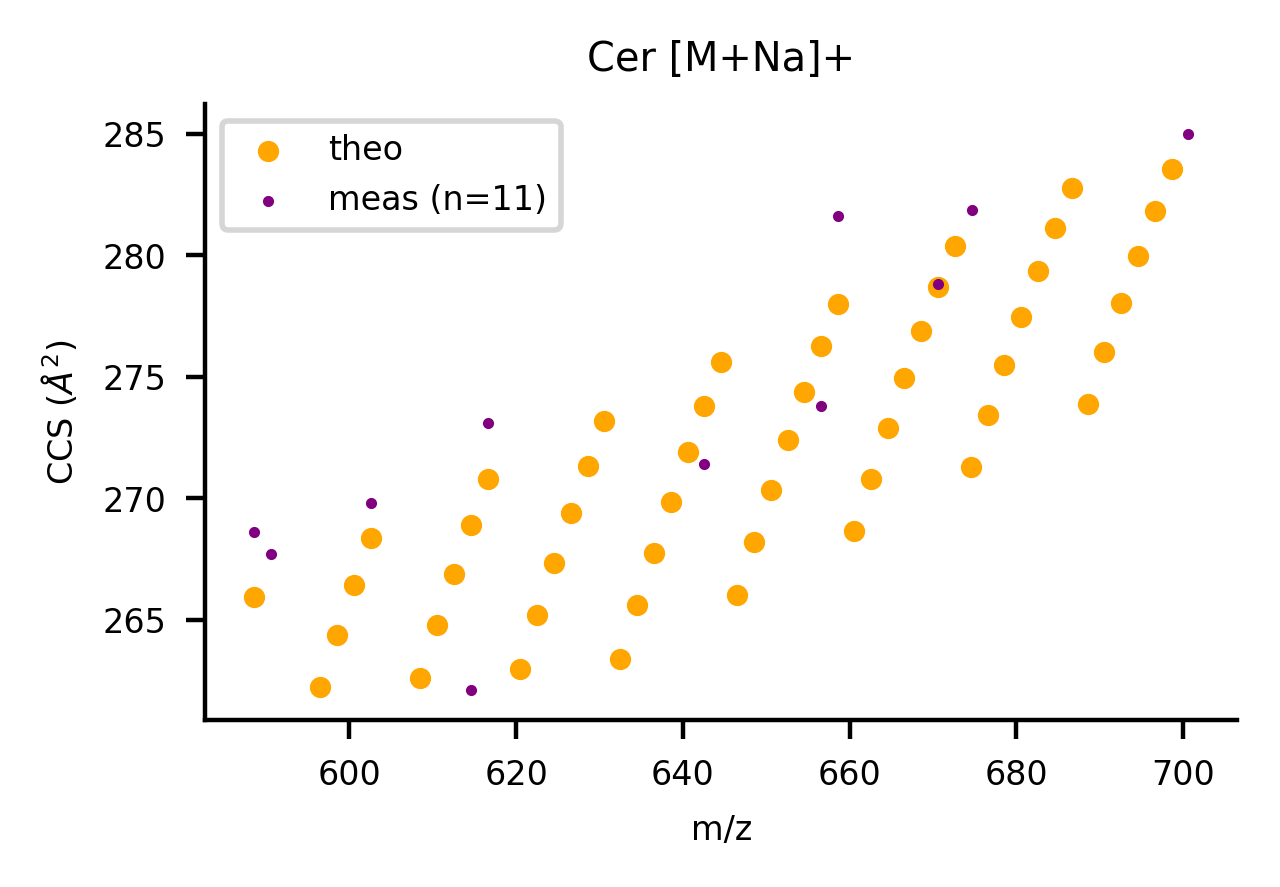 Cer [M+Na]+
theo
meas (n=11)
CCS (Å²)
285
280
275
270
265
600 620 640 660 680 700
m/z